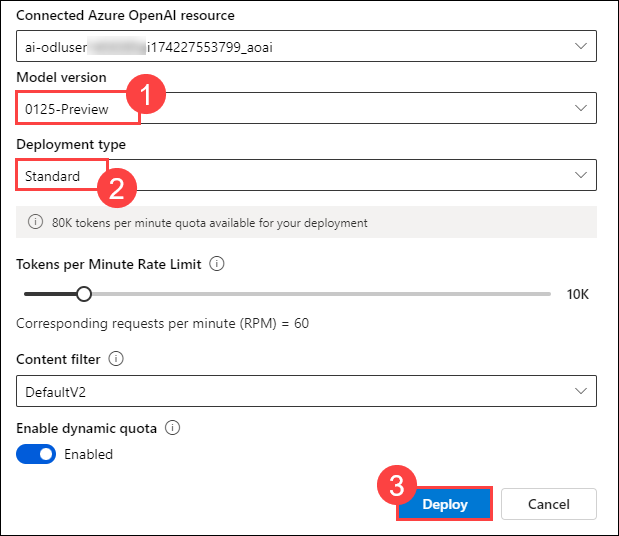 Connected Azure OpenAI resource
ai-odluser i174227553799_aoai
Model version
1
0125-Preview
Deployment type
Standard
2
80K tokens per minute quota available for your deployment
Tokens per Minute Rate Limit
10K
Corresponding requests per minute (RPM) = 60
Content filter
DefaultV2
Enable dynamic quota
Enabled
3
Deploy
Cancel